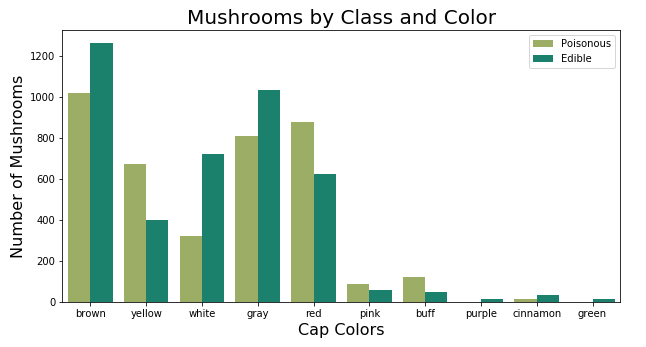 Mushrooms by Class and Color
Poisonous
Edible
Number of Mushrooms
1200
1000
800
600
400
200
0
brown yellow white gray red pink buff purple cinnamon green
Cap Colors